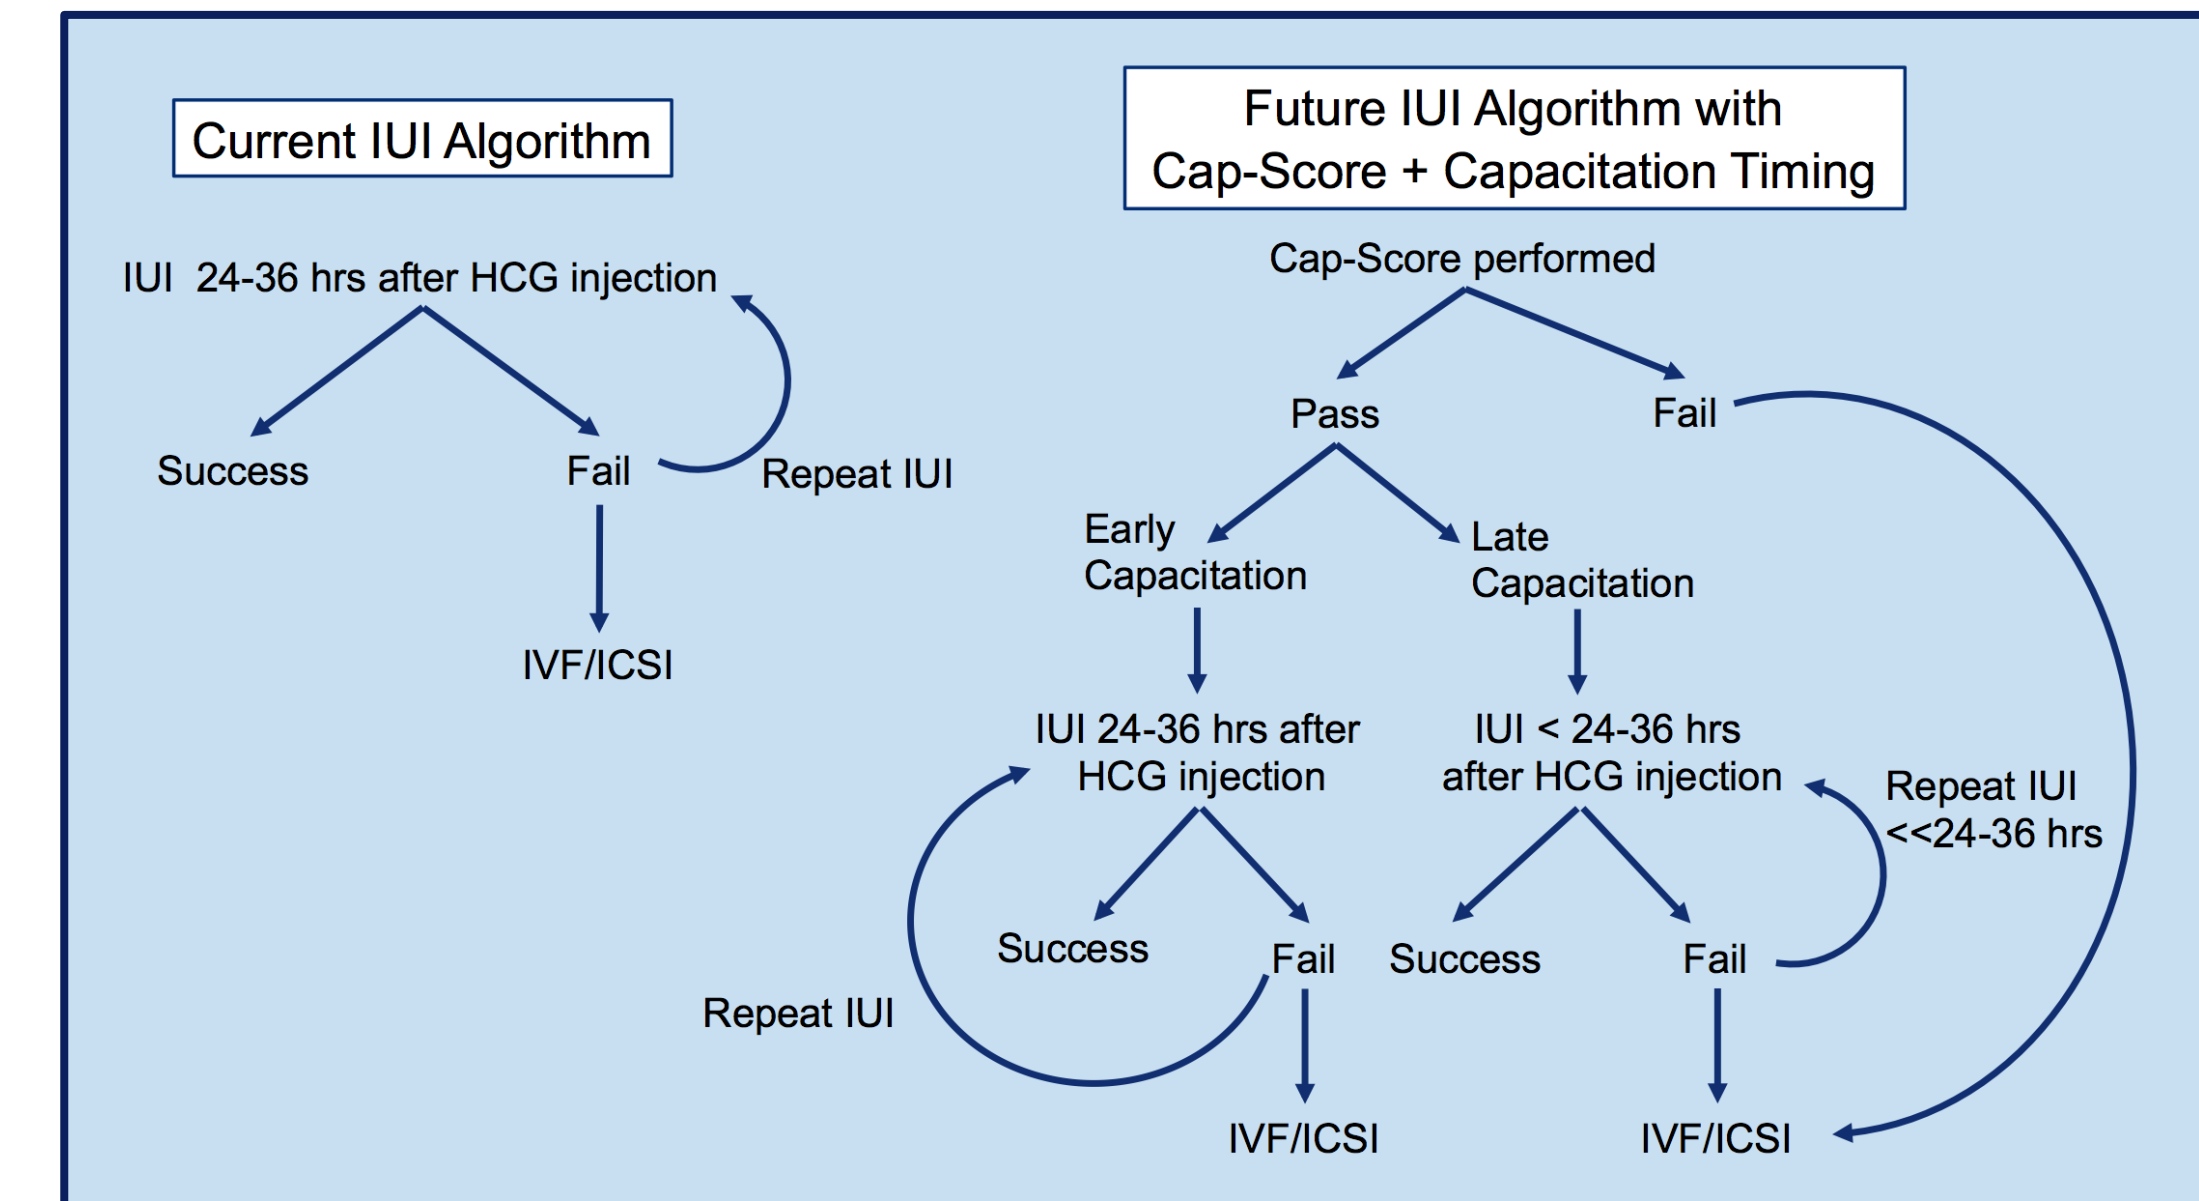 Current IUI Algorithm
IUI 24-36 hrs after HCG injection
Success
Fail
Repeat IUI
IVF/ICSI
Future IUI Algorithm with
Cap-Score + Capacitation Timing
Cap-Score performed
Pass
Fail
Early
Capacitation
Late
Capacitation
IUI 24-36 hrs after
HCG injection
IUI < 24-36 hrs
after HCG injection
Repeat IUI
<<24-36 hrs
Success
Fail
Success
Fail
Repeat IUI
IVF/ICSI
IVF/ICSI